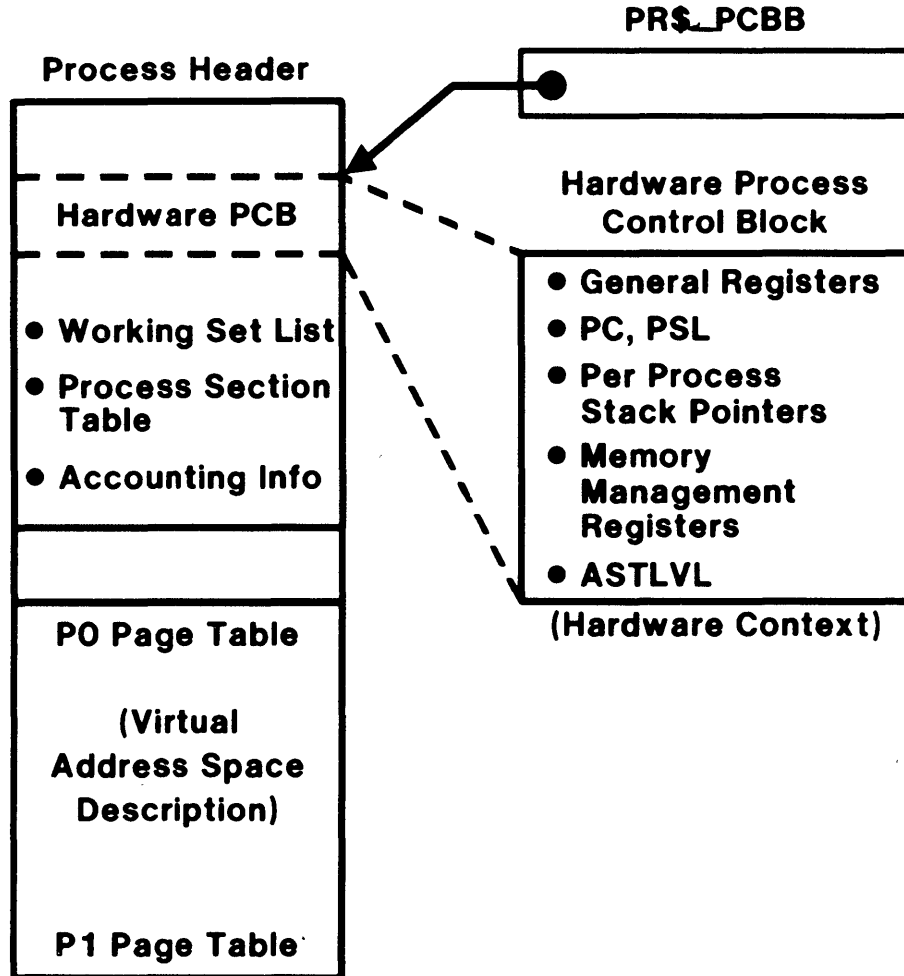 PR$_PCBB
Process Header
Hardware PCB
● Working Set List
● Process Section
Table
● Accounting Info
P0 Page Table
(Virtual
Address Space
Description)
P1 Page Table
Hardware Process
Control Block
● General Registers
● PC, PSL
● Per Process
Stack Pointers
● Memory
Management
Registers
● ASTLVL
(Hardware Context)